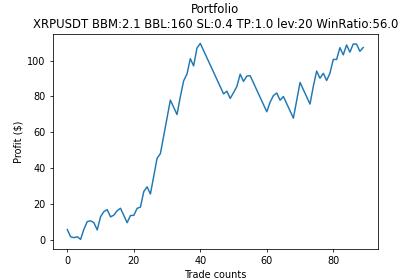 Portfolio
XRPUSDT BBM:2.1 BBL:160 SL:0.4 TP:1.0 lev:20 WinRatio:56.0
100
80
60
40
20
0
Profit ($)
0 20 40 60 80
Trade counts